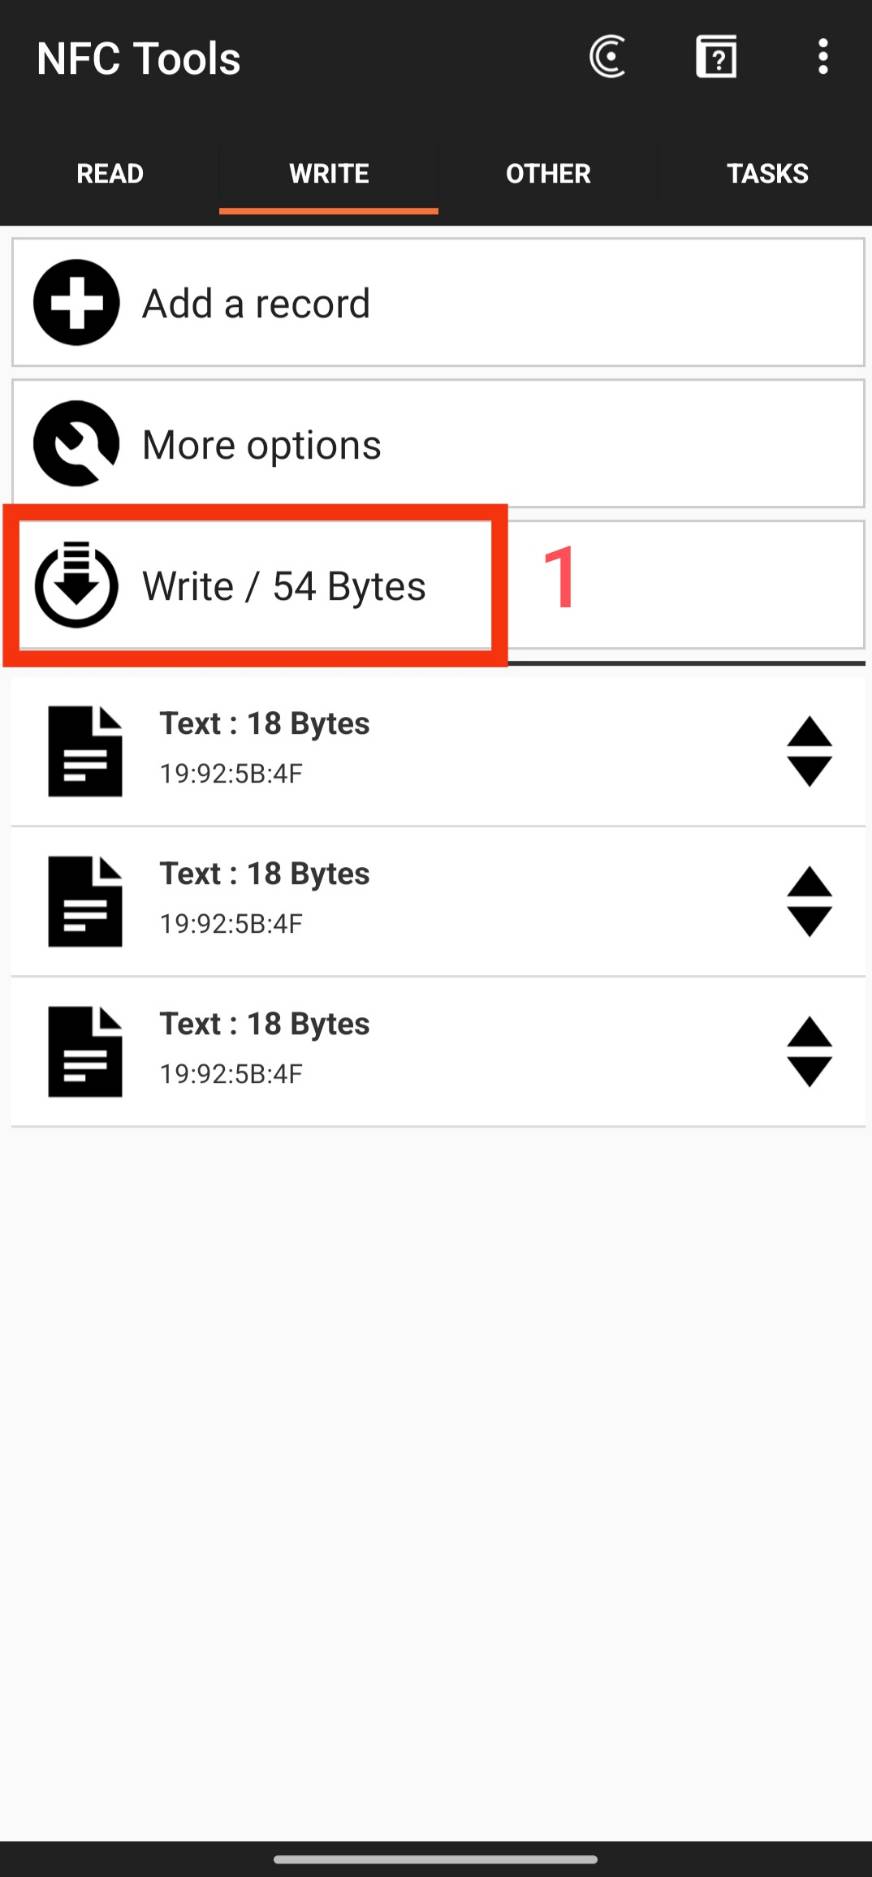 NFC Tools
READ WRITE OTHER TASKS
Add a record
More options
Write / 54 Bytes 1
Text : 18 Bytes
19:92:5B:4F
Text : 18 Bytes
19:92:5B:4F
Text : 18 Bytes
19:92:5B:4F